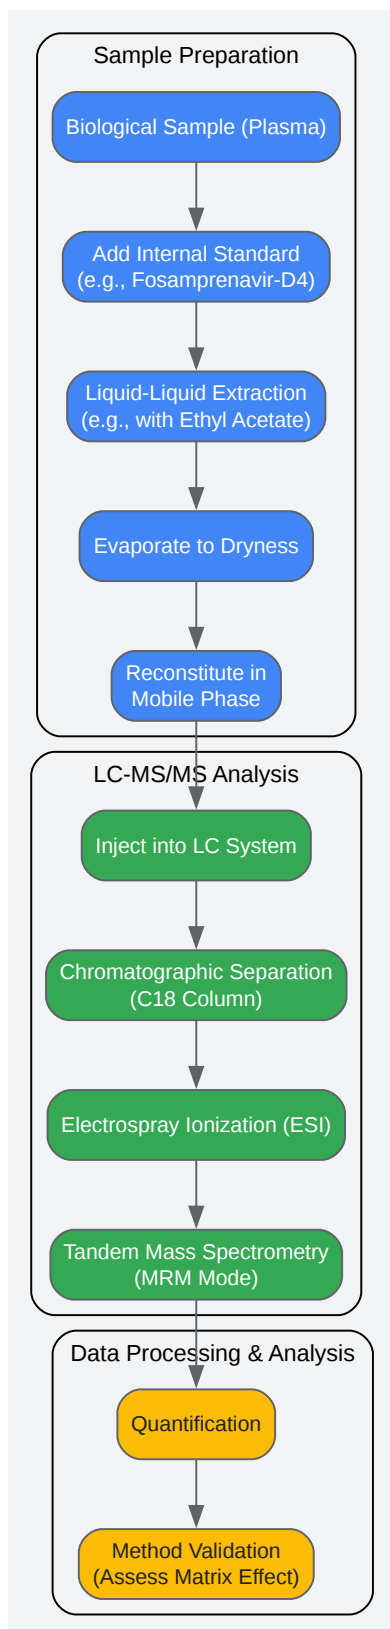 Sample Preparation
Biological Sample (Plasma)
Add Internal Standard
(e.g., Fosamprenavir-D4)
Liquid-Liquid Extraction
(e.g., with Ethyl Acetate)
Evaporate to Dryness
Reconstitute in
Mobile Phase
LC-MS/MS Analysis
Inject into LC System
Chromatographic Separation
(C18 Column)
Electrospray Ionization (ESI)
Tandem Mass Spectrometry
(MRM Mode)
Data Processing & Analysis
Quantification
Method Validation
(Assess Matrix Effect)